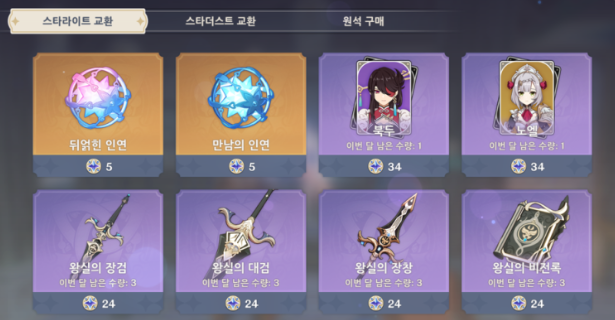 스타라이트 교환
스타더스트 교환
원석 구매
뒤얽힌 인연
5
만남의 인연
5
북두
이번 달 남은 수량: 1
34
노엘
이번 달 남은 수량: 1
34
왕실의 장검
이번 달 남은 수량: 3
24
왕실의 대검
이번 달 남은 수량: 3
24
왕실의 장창
이번 달 남은 수량: 3
24
왕실의 비전록
이번 달 남은 수량: 3
24